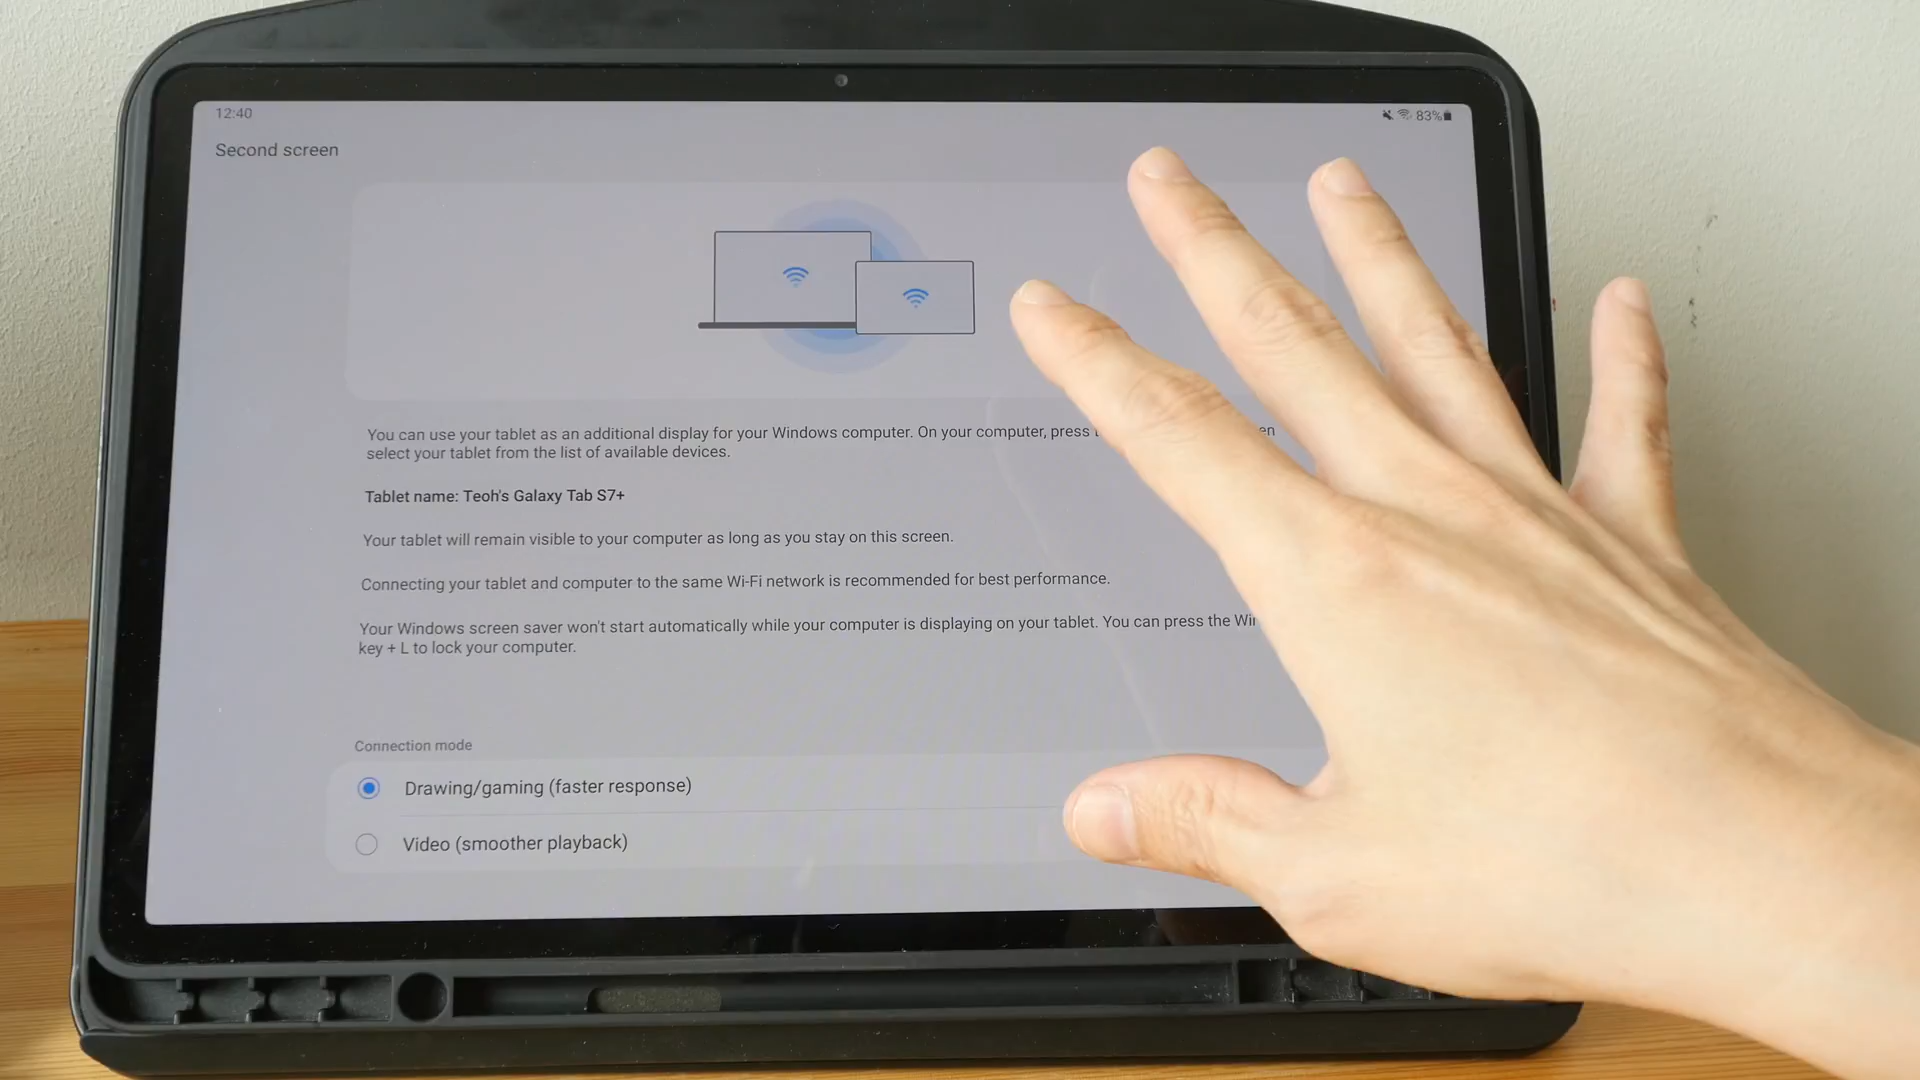 12:40
83%
Second screen
You can use your tablet as an additional display for your Windows computer. On your computer, press
select your tablet from the list of available devices.
Tablet name: Teoh's Galaxy Tab S7+
Your tablet will remain visible to your computer as long as you stay on this screen.
Connecting your tablet and computer to the same Wi-Fi network is recommended for best performance.
Your Windows screen saver won't start automatically while your computer is displaying on your tablet. You can press the
key + L to lock your computer.
Connection mode
Drawing/gaming (faster response)
Video (smoother playback)